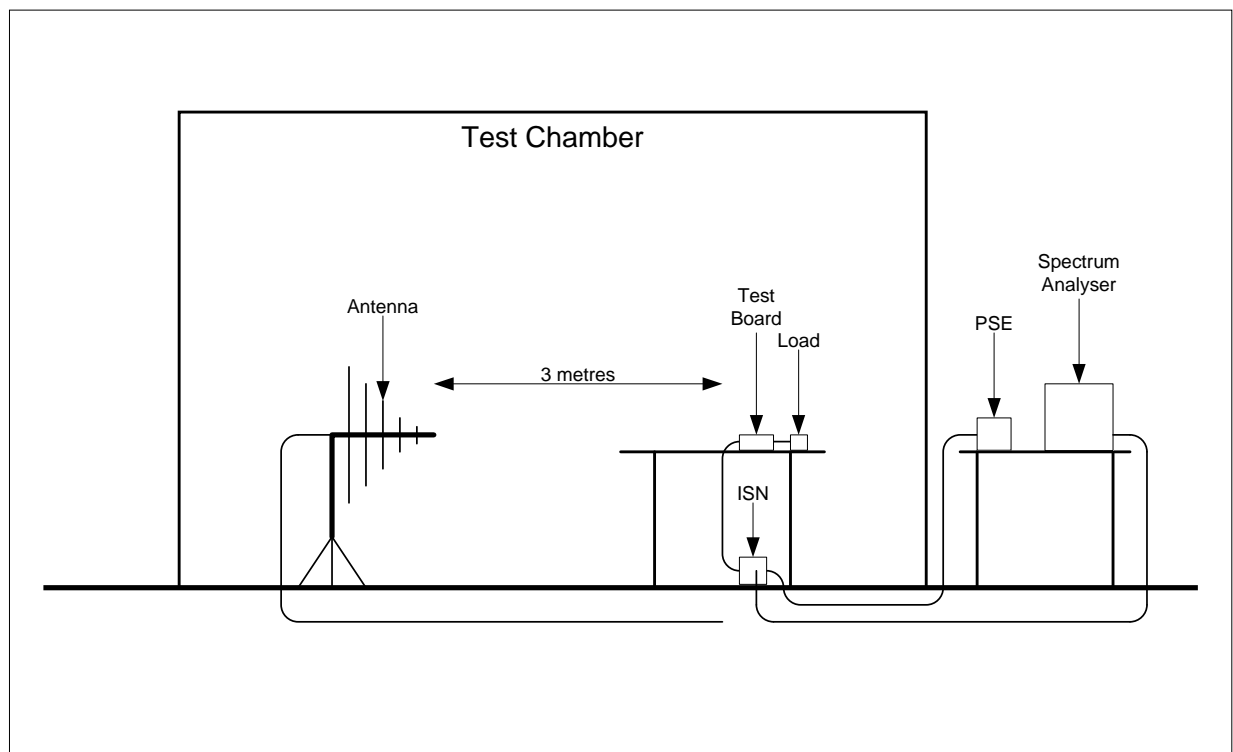 Test Chamber
Spectrum
Analyser
Test
Board
Antenna
PSE
Load
3 metres
ISN